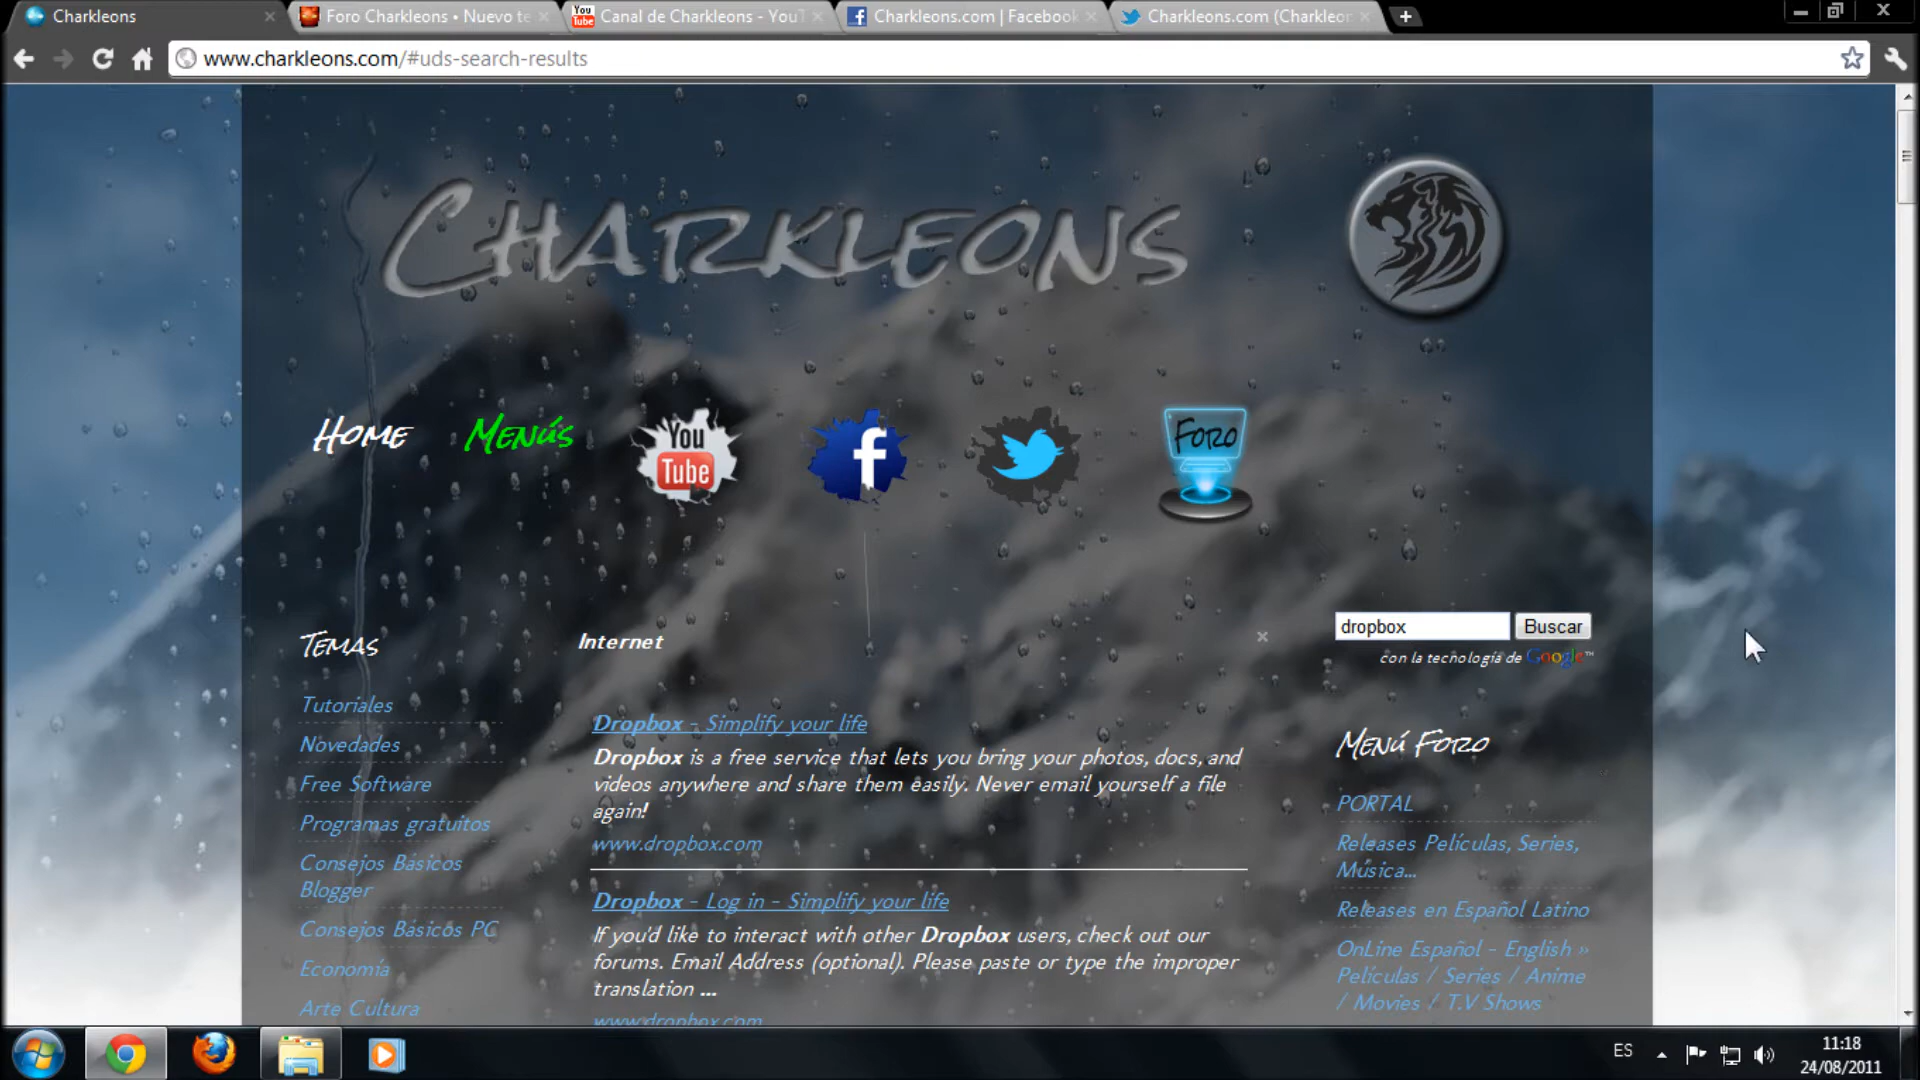 Charkleons
Foro Charkleons • Nuevo te
Canal de Charkleons - YouT
Charkleons.com | Facebook
Charkleons.com (Charkleon
www.charkleons.com/#uds-search-results
Charkleons
Home
Menús
You
Tube
f
Foro
dropbox
Buscar
con la tecnología de Google™
Temas
Tutoriales
Novedades
Free Software
Programas gratuitos
Consejos Básicos
Blogger
Consejos Básicos PC
Economía
Arte Cultura
Internet
Dropbox - Simplify your life
Dropbox is a free service that lets you bring your photos, docs, and
videos anywhere and share them easily. Never email yourself a file
again!
www.dropbox.com
Dropbox - Log in - Simplify your life
If you'd like to interact with other Dropbox users, check out our
forums. Email Address (optional). Please paste or type the improper
translation ...
www.dropbox.com
Menú Foro
PORTAL
Releases Películas, Series,
Música...
Releases en Español Latino
OnLine Español - English »
Películas / Series / Anime
/ Movies / T.V Shows
ES
11:18
24/08/2011